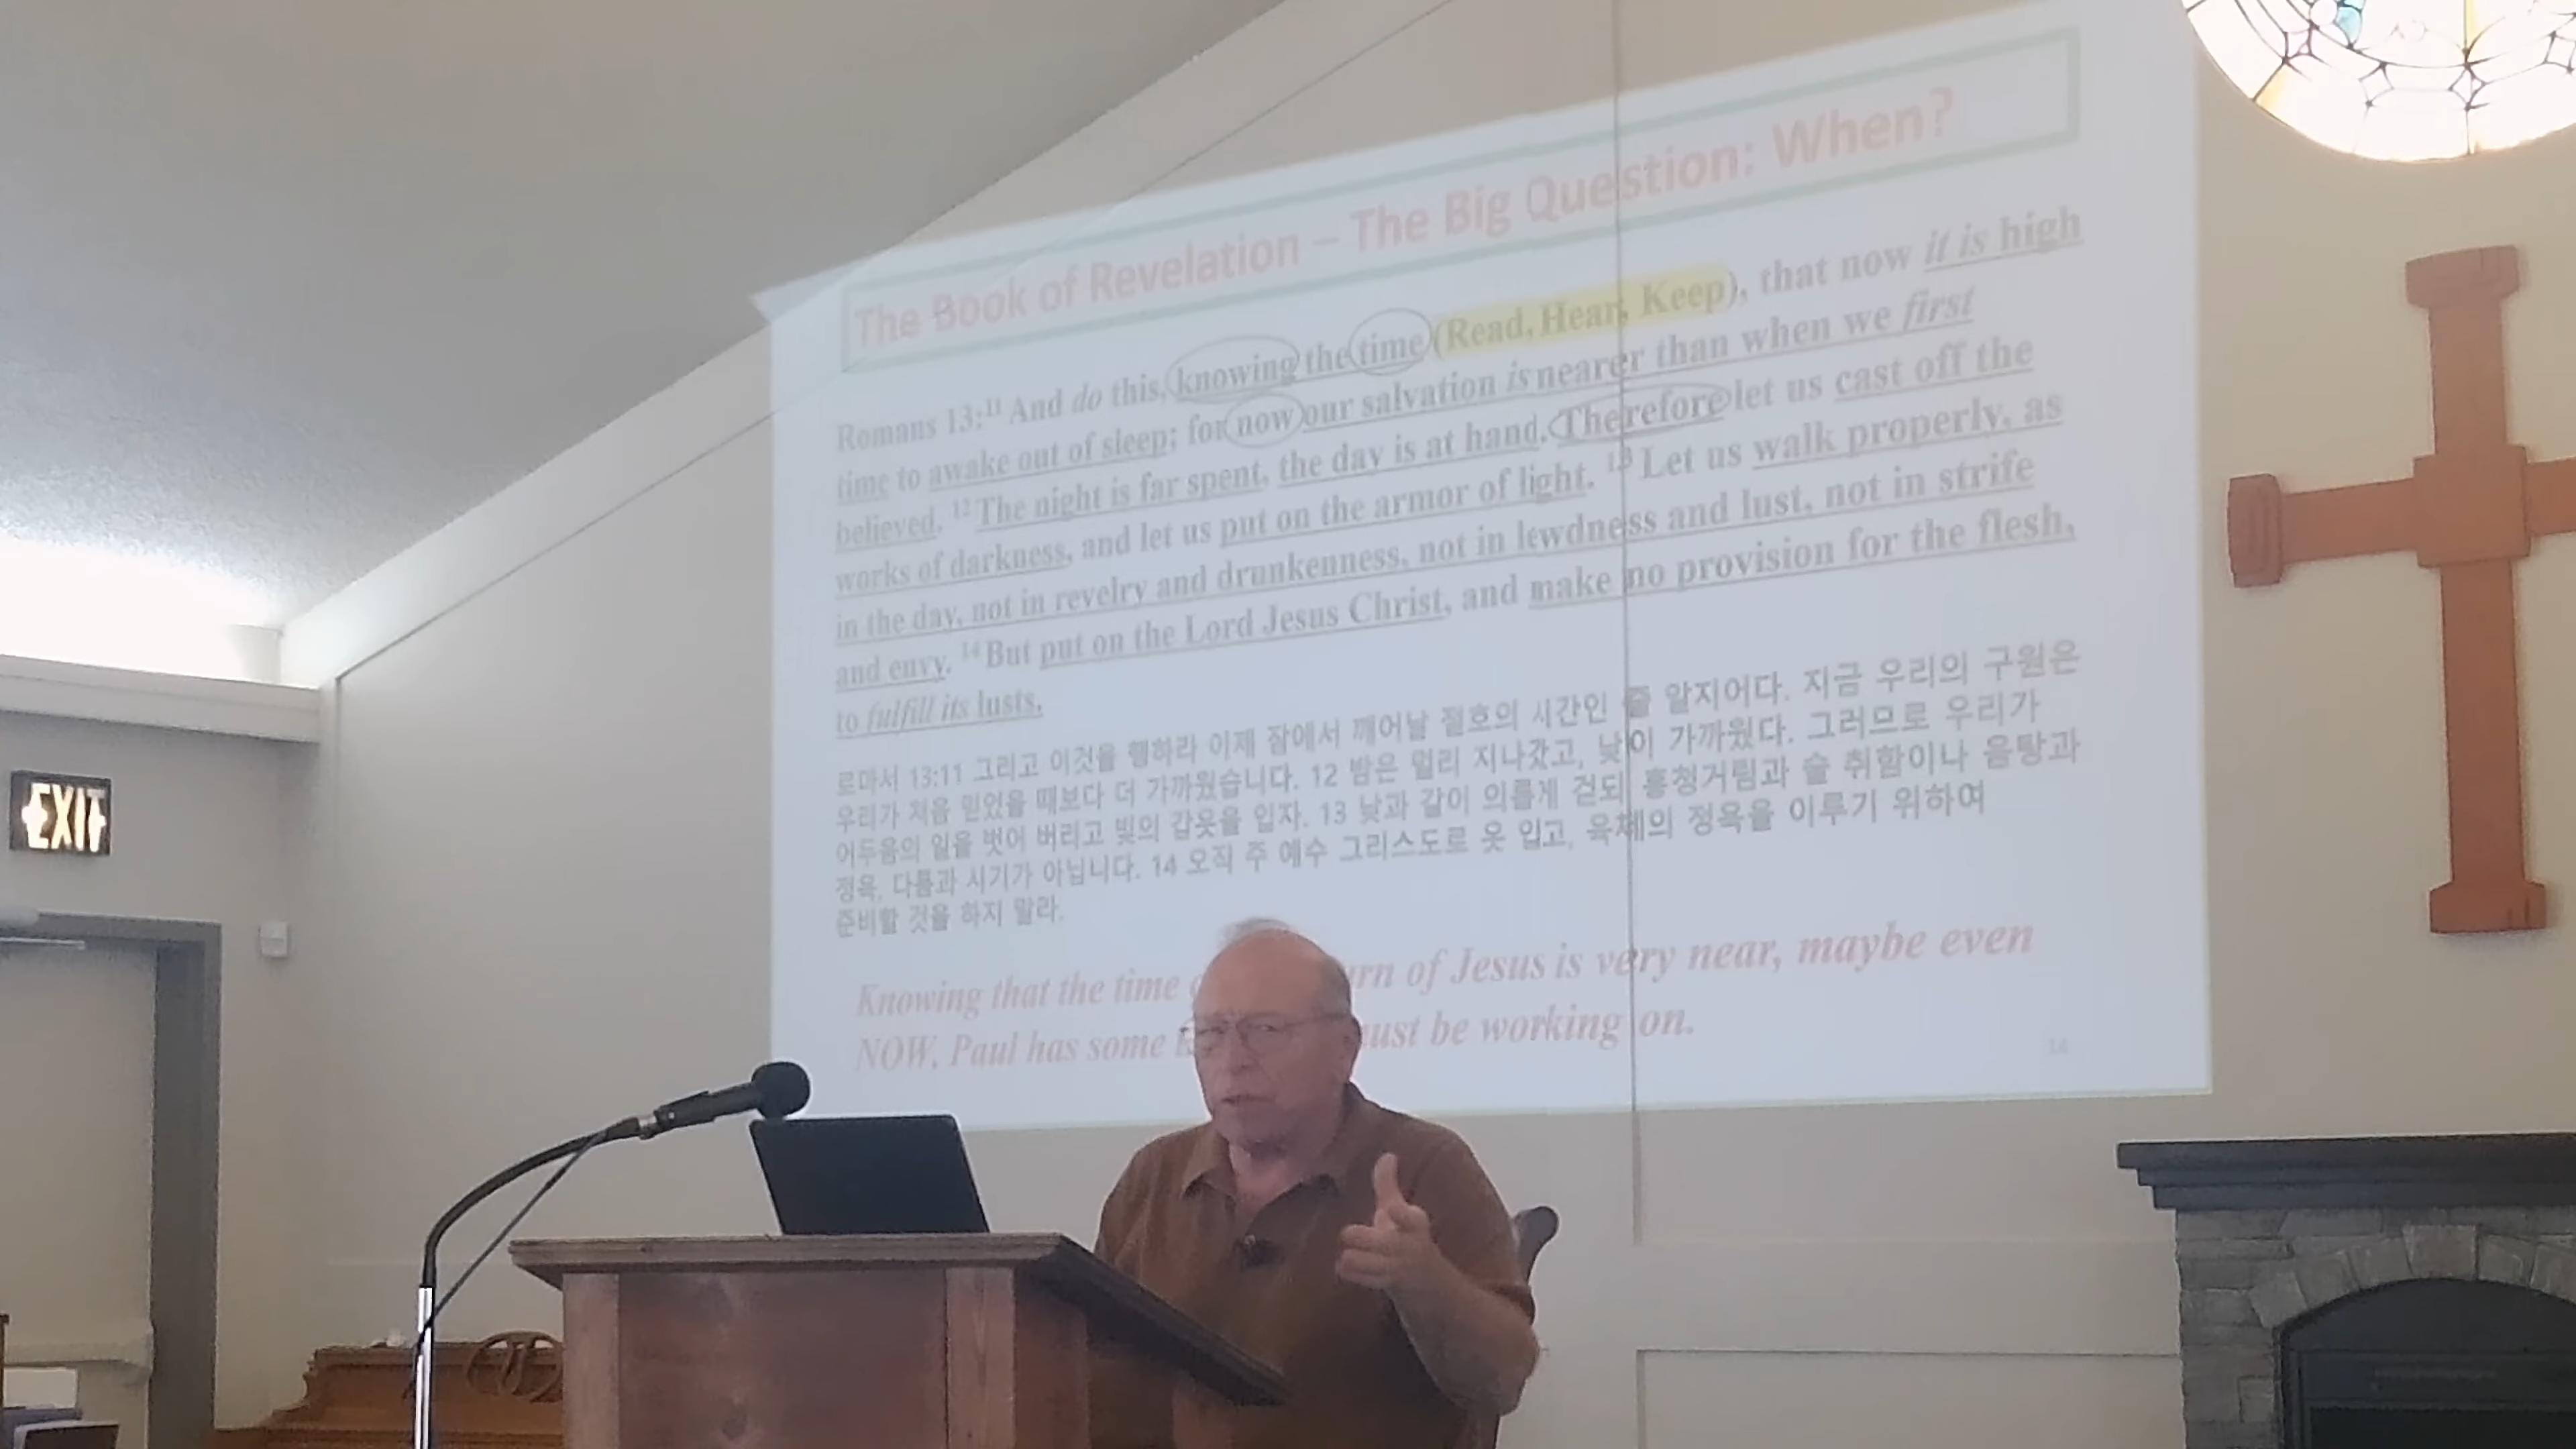 The Book of Revelation – The Big Question: When?
Romans 13:11 And do this, knowing the time (Read, Hear, Keep), that now it is high
time to awake out of sleep; for now our salvation is nearer than when we first
believed. 12 The night is far spent, the day is at hand. Therefore let us cast off the
works of darkness, and let us put on the armor of light. 13 Let us walk properly, as
in the day, not in revelry and drunkenness, not in lewdness and lust, not in strife
and envy. 14 But put on the Lord Jesus Christ, and make no provision for the flesh,
to fulfill its lusts.
로마서 13:11 그리고 이것을 행하라 이제 잠에서 깨어날 절호의 시간인 줄 알지어다. 지금 우리의 구원은
우리가 처음 믿었을 때보다 더 가까웠습니다. 12 밤은 멀리 지나갔고, 낮이 가까웠다. 그러므로 우리가
어두움의 일을 벗어 버리고 빛의 갑옷을 입자. 13 낮과 같이 의롭게 걷되 흥청거림과 술 취함이나 음탕과
정욕, 다툼과 시기가 아닙니다. 14 오직 주 예수 그리스도로 옷 입고, 육체의 정욕을 이루기 위하여
준비할 것을 하지 말라.
Knowing that the time urn of Jesus is very near, maybe even
NOW, Paul has some ust be working on.
14
EXIT